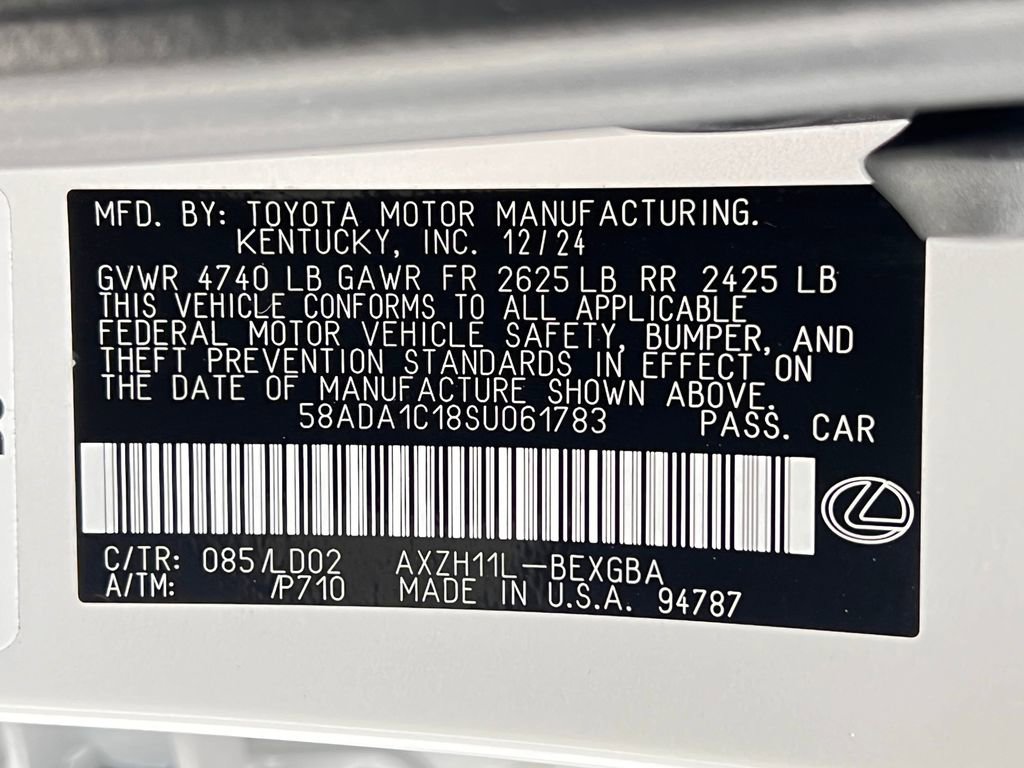 MFD. BY: TOYOTA MOTOR MANUFACTURING.
KENTUCKY, INC. 12/24
GVWR 4740 LB GAWR FR 2625 LB RR 2425 LB
THIS VEHICLE CONFORMS TO ALL APPLICABLE
FEDERAL MOTOR VEHICLE SAFETY, BUMPER, AND
THEFT PREVENTION STANDARDS IN EFFECT ON
THE DATE OF MANUFACTURE SHOWN ABOVE.
58ADA1C18SU061783 PASS. CAR
C/TR: 085/LD02 AXZH11L-BEXGBA
A/TM: /P710 MADE IN U.S.A. 94787